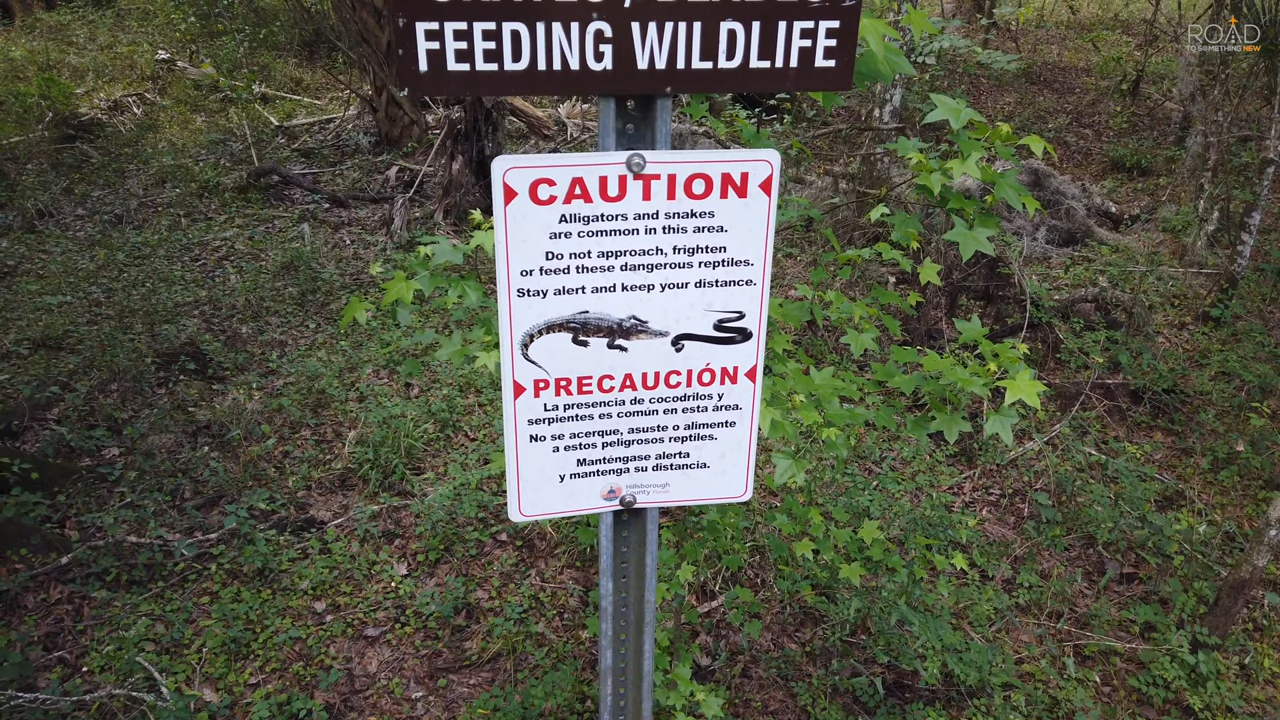 FEEDING WILDLIFE
ROAD
TO SOMETHING NEW
CAUTION
Alligators and snakes
are common in this area.
Do not approach, frighten
or feed these dangerous reptiles.
Stay alert and keep your distance.
PRECAUCIÓN
La presencia de cocodrilos y
serpientes es común en esta área.
No se acerque, asuste o alimente
a estos peligrosos reptiles.
Manténgase alerta
y mantenga su distancia.
Hillsborough
County Florida